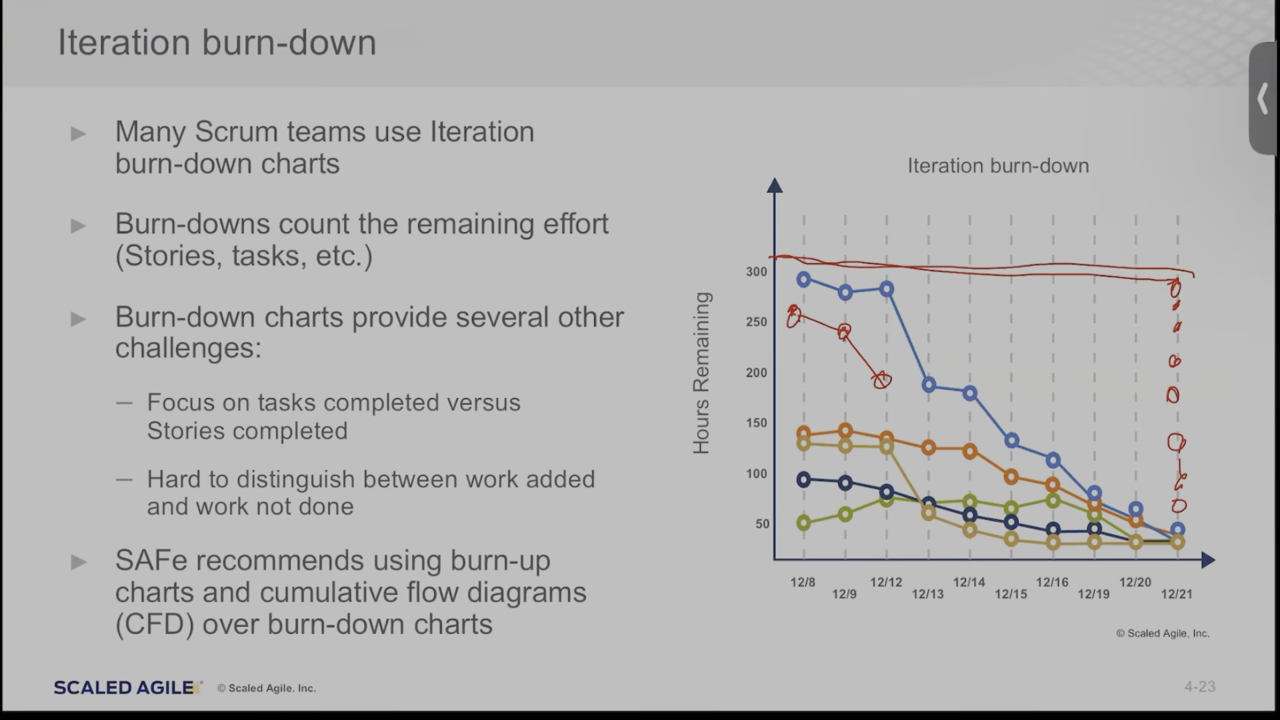 Iteration burn-down
Many Scrum teams use Iteration
burn-down charts
Burn-downs count the remaining effort
(Stories, tasks, etc.)
Burn-down charts provide several other
challenges:
— Focus on tasks completed versus
Stories completed
— Hard to distinguish between work added
and work not done
SAFe recommends using burn-up
charts and cumulative flow diagrams
(CFD) over burn-down charts
Iteration burn-down
Hours Remaining
300
250
200
150
100
50
12/8
12/9
12/12
12/13
12/14
12/15
12/16
12/19
12/20
12/21
© Scaled Agile, Inc.
SCALED AGILE
© Scaled Agile. Inc.
4-23